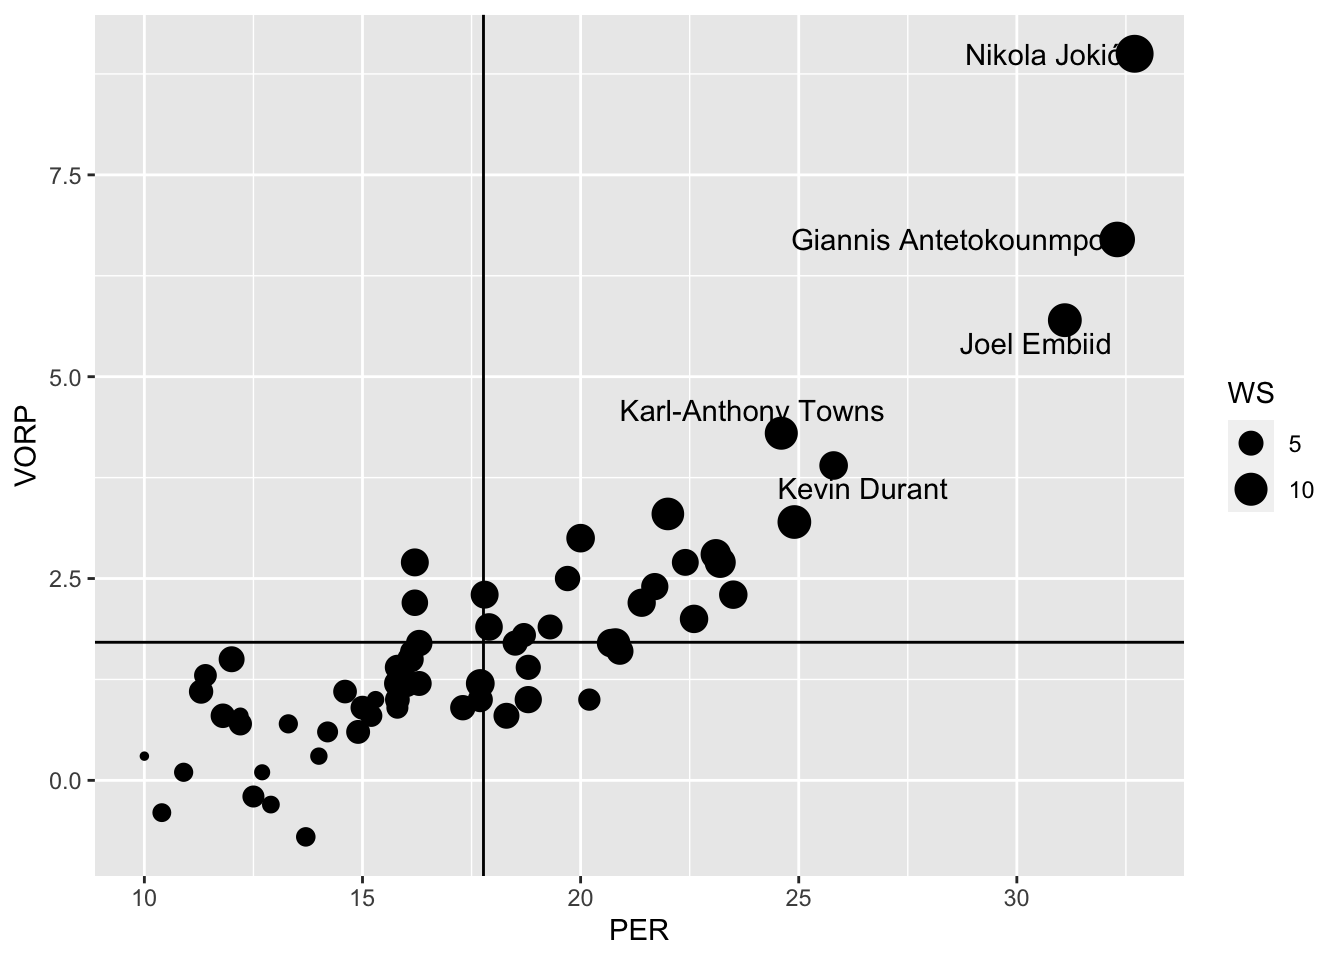 Nikola Jokić
7.5
Giannis Antetokounmpo
Joel Embiid
5.0
WS
Karl-Anthony Towns
5
VORP
Kevin Durant
10
2.5
0.0
10 15 20 25 30
PER